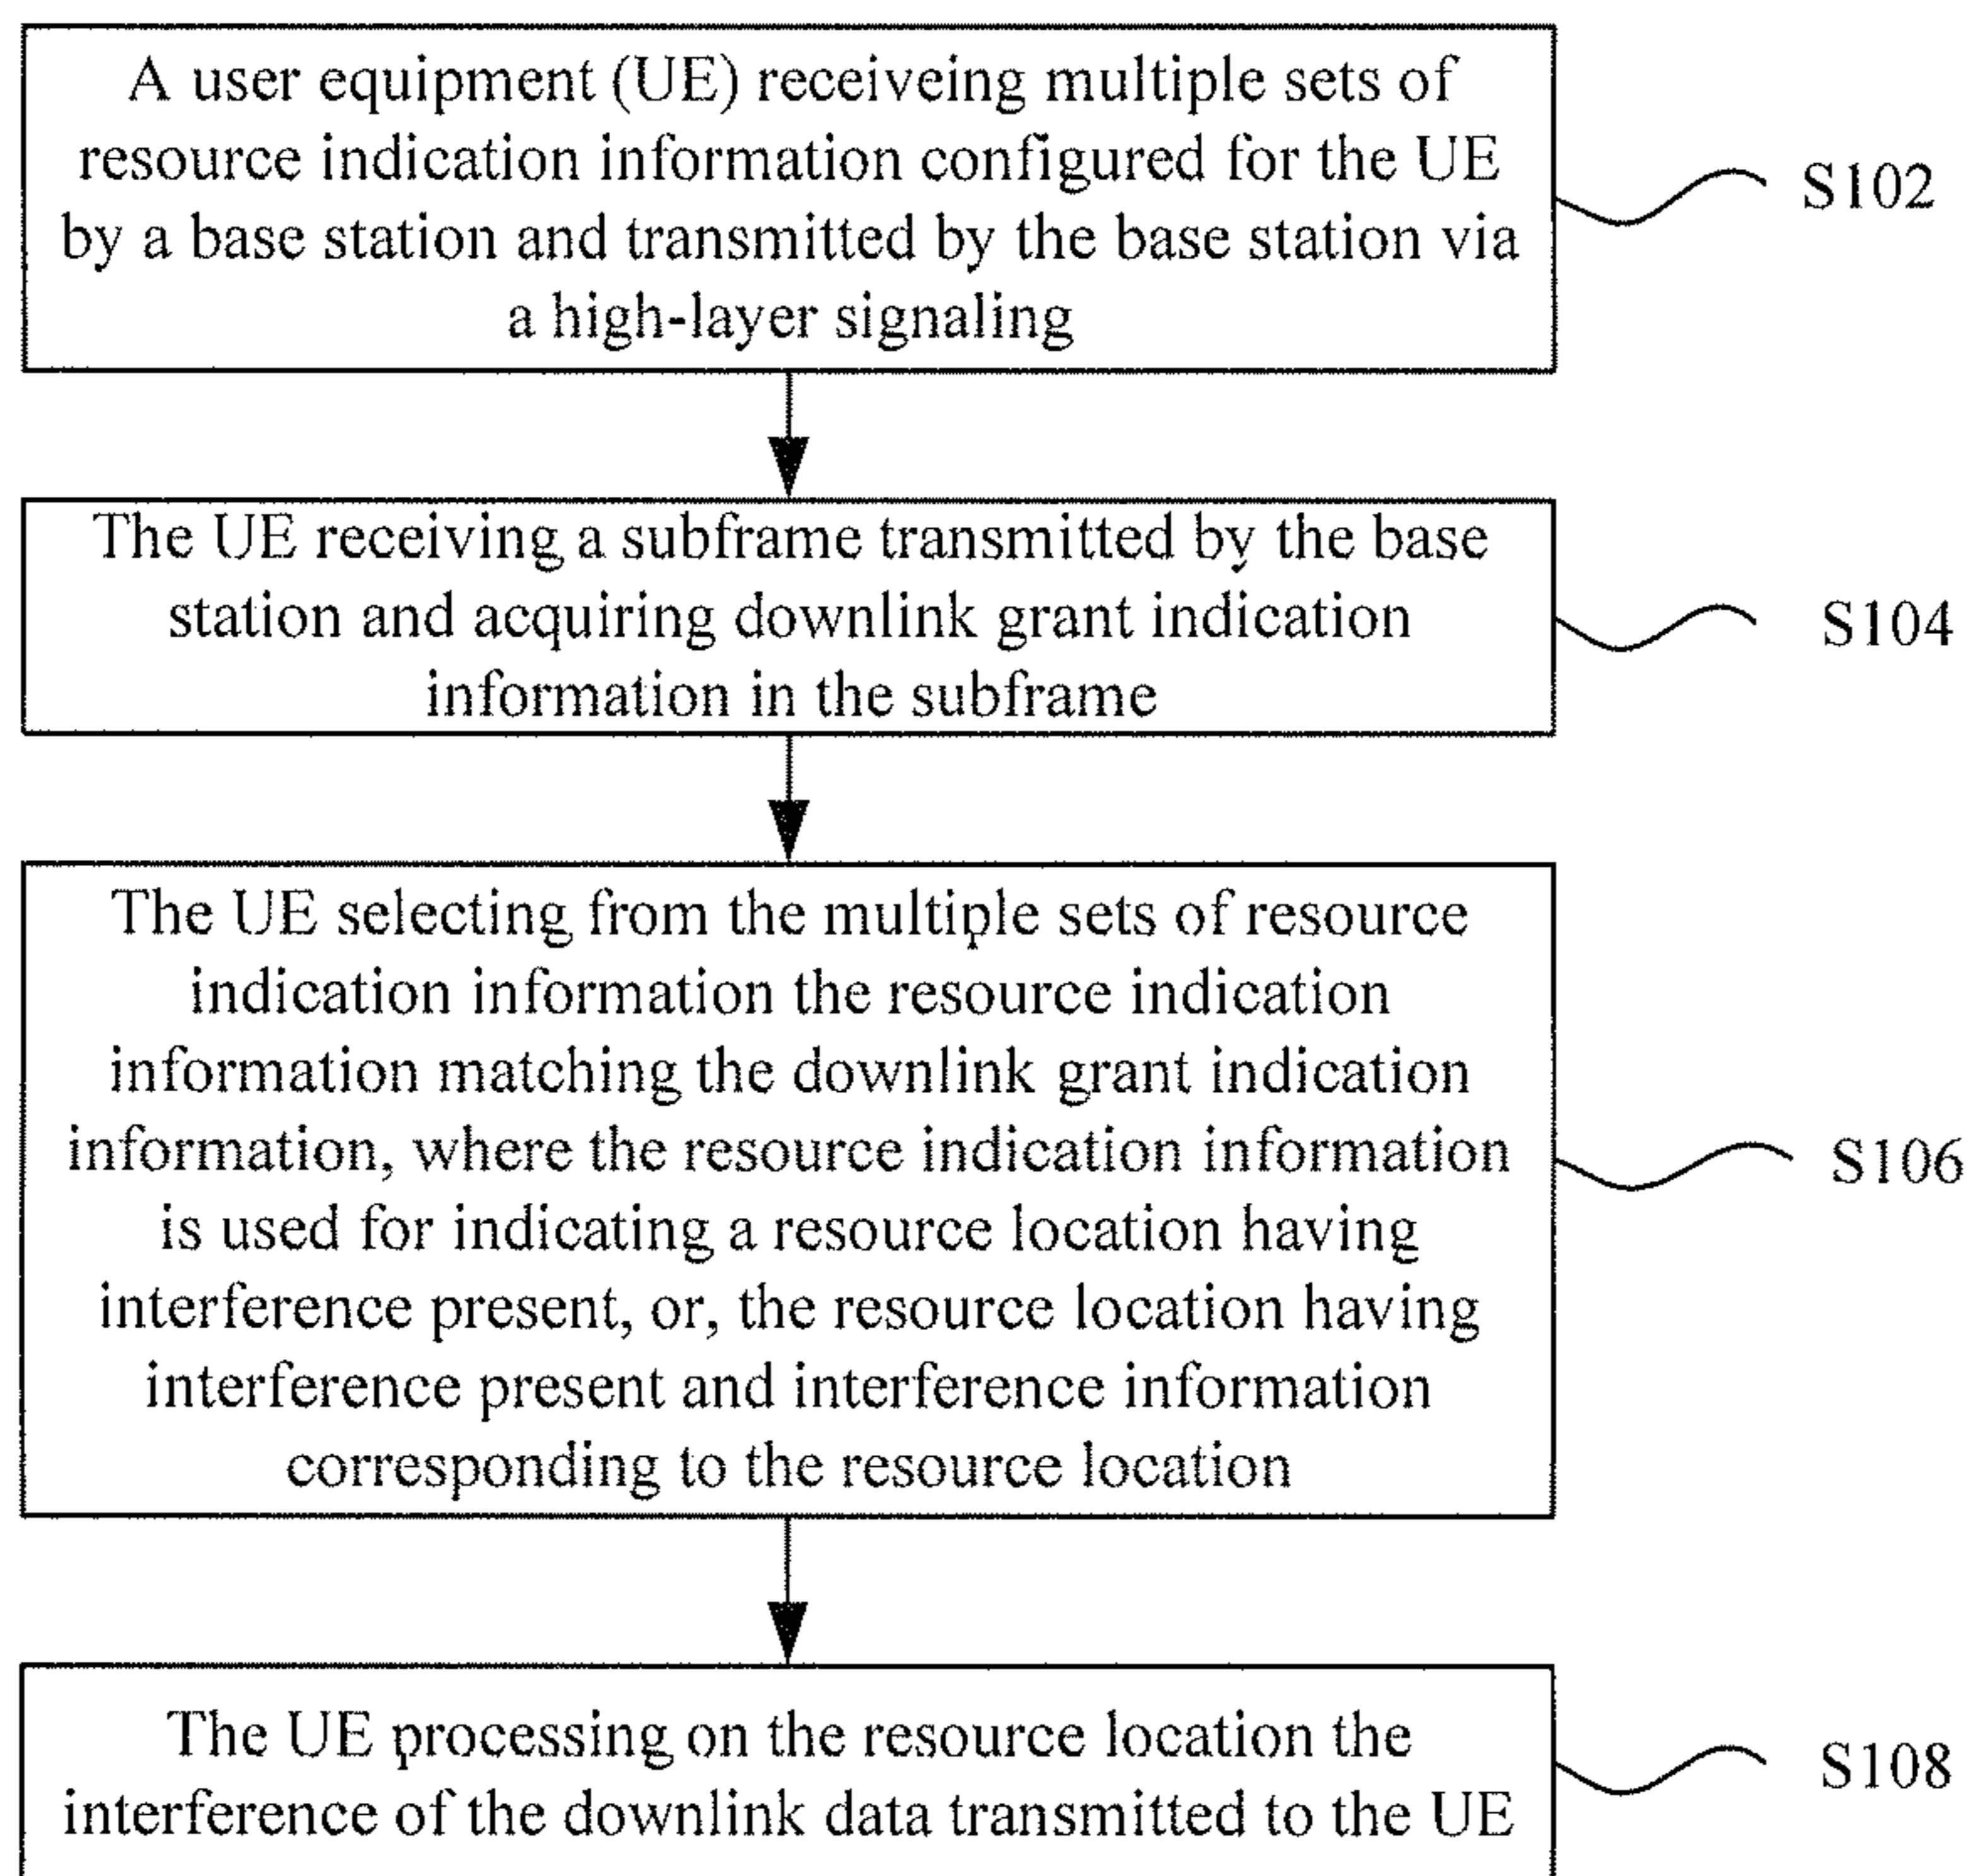 A user equipment (UE) receiveing multiple sets of
resource indication information configured for the UE
by a base station and transmitted by the base station via
a high-layer signaling
S102
The UE receiving a subframe transmitted by the base
station and acquiring downlink grant indication
information in the subframe
S104
The UE selecting from the multiple sets of resource
indication information the resource indication
information matching the downlink grant indication
information, where the resource indication information
is used for indicating a resource location having
interference present, or, the resource location having
interference present and interference information
corresponding to the resource location
S106
The UE processing on the resource location the
interference of the downlink data transmitted to the UE
S108